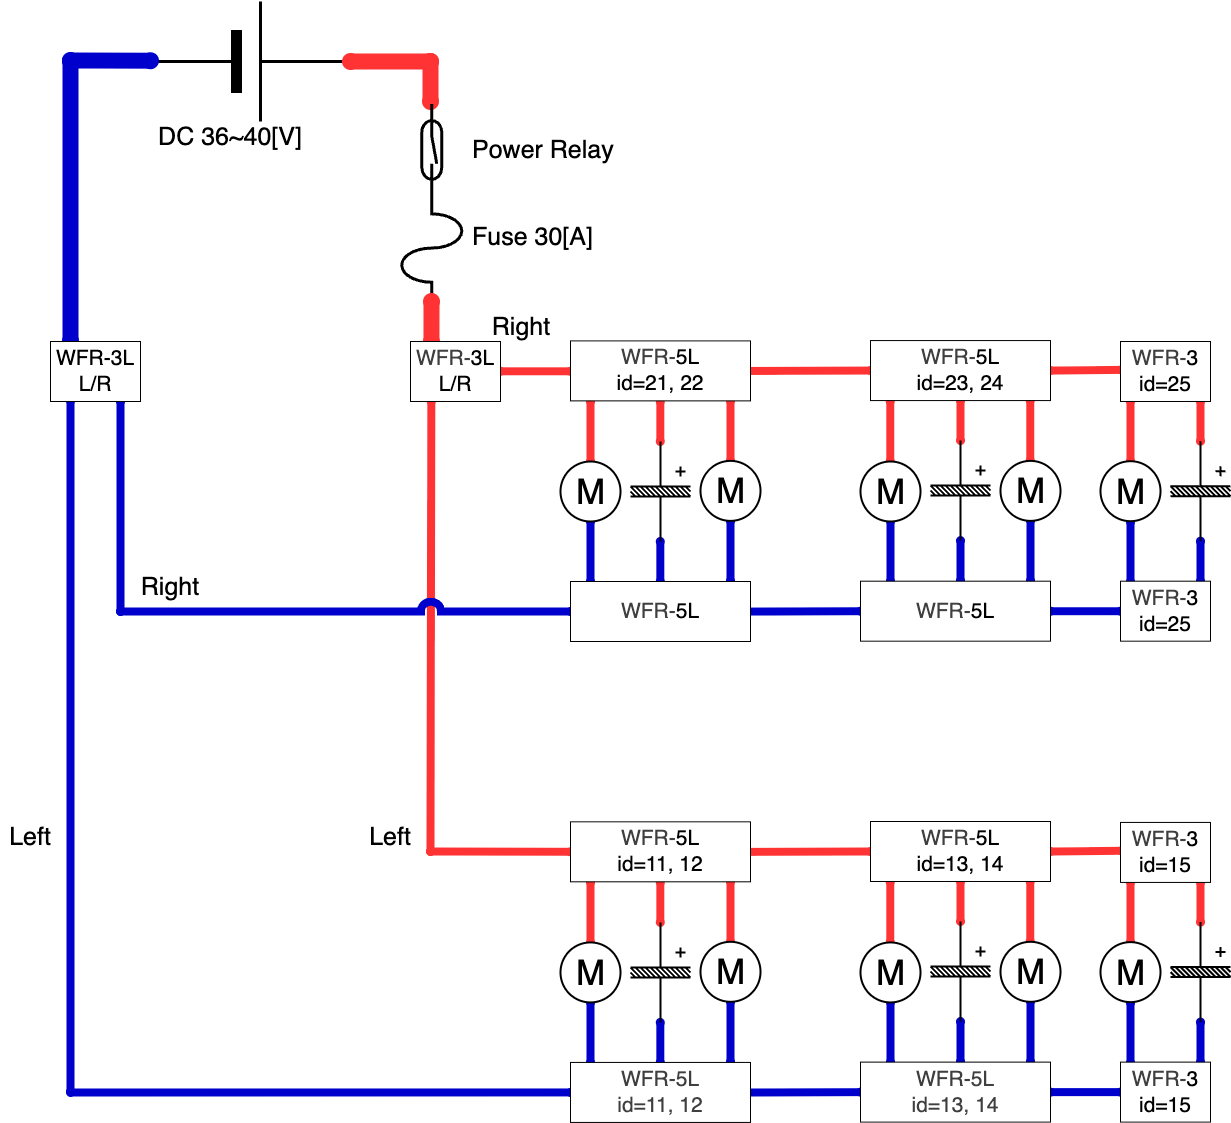 DC 36~40[V]
Power Relay
Fuse 30[A]
Right
WFR-3L
L/R
WFR-3L
L/R
WFR-5L
id=21, 22
WFR-5L
id=23, 24
WFR-3
id=25
M
+
M
M
+
M
M
+
Right
WFR-5L
WFR-5L
WFR-3
id=25
Left
Left
WFR-5L
id=11, 12
WFR-5L
id=13, 14
WFR-3
id=15
M
+
M
M
+
M
M
+
WFR-5L
id=11, 12
WFR-5L
id=13, 14
WFR-3
id=15